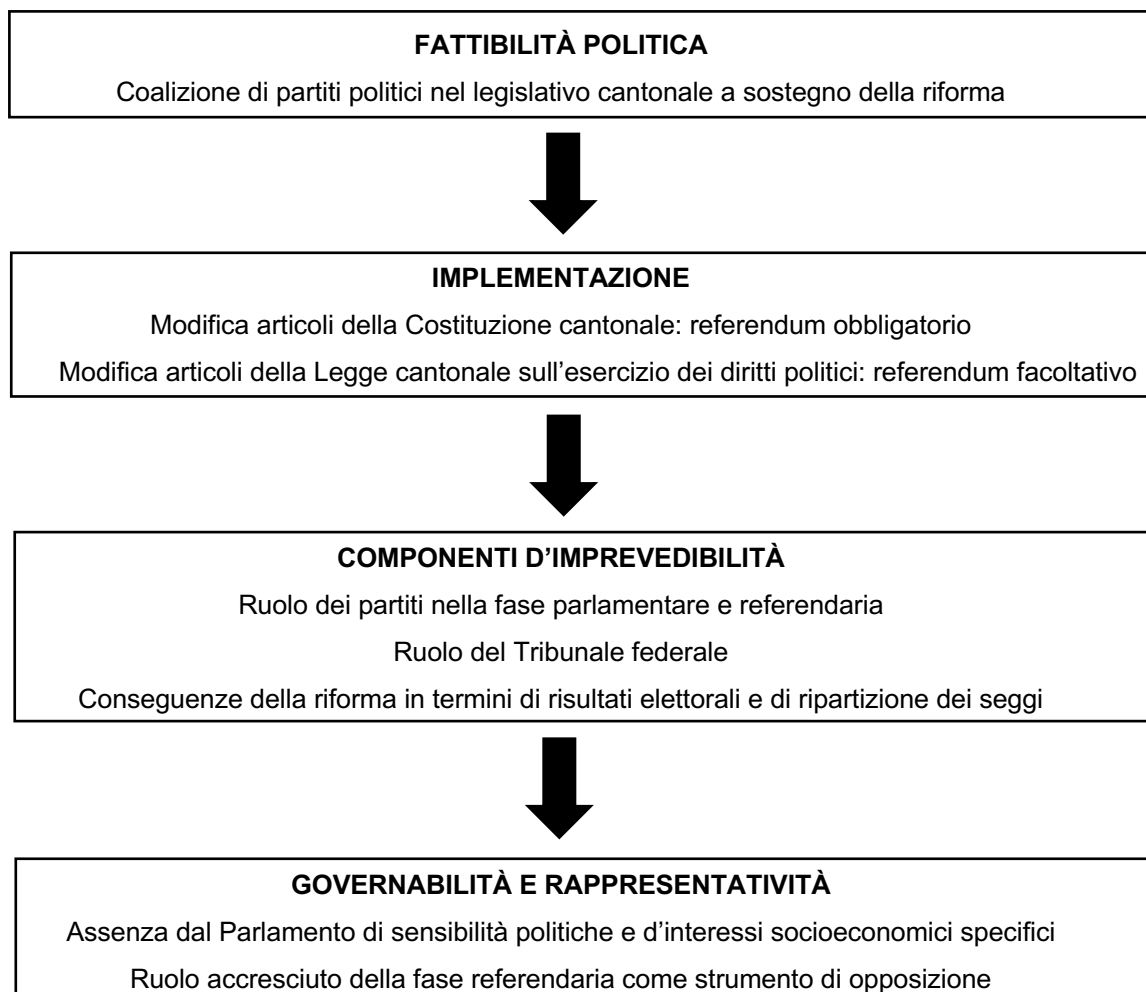 FATTIBILITÀ POLITICA
Coalizione di partiti politici nel legislativo cantonale a sostegno della riforma
IMPLEMENTAZIONE
Modifica articoli della Costituzione cantonale: referendum obbligatorio
Modifica articoli della Legge cantonale sull’esercizio dei diritti politici: referendum facoltativo
COMPONENTI D’IMPREVEDIBILITÀ
Ruolo dei partiti nella fase parlamentare e referendaria
Ruolo del Tribunale federale
Conseguenze della riforma in termini di risultati elettorali e di ripartizione dei seggi
GOVERNABILITÀ E RAPPRESENTATIVITÀ
Assenza dal Parlamento di sensibilità politiche e d’interessi socioeconomici specifici
Ruolo accresciuto della fase referendaria come strumento di opposizione